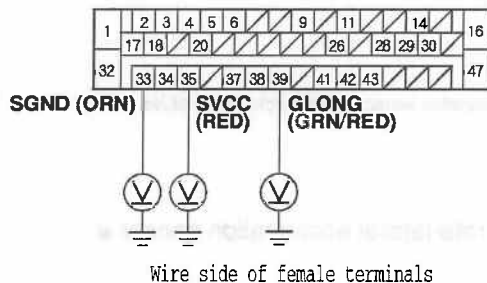 1 2 3 4 5 6 9 11 14 16
17 18 20 26 28 29 30
32 33 34 35 37 38 39 41 42 43 47
SGND (ORN) SVCC (RED) GLONG (GRN/RED)
V V V
Wire side of female terminals